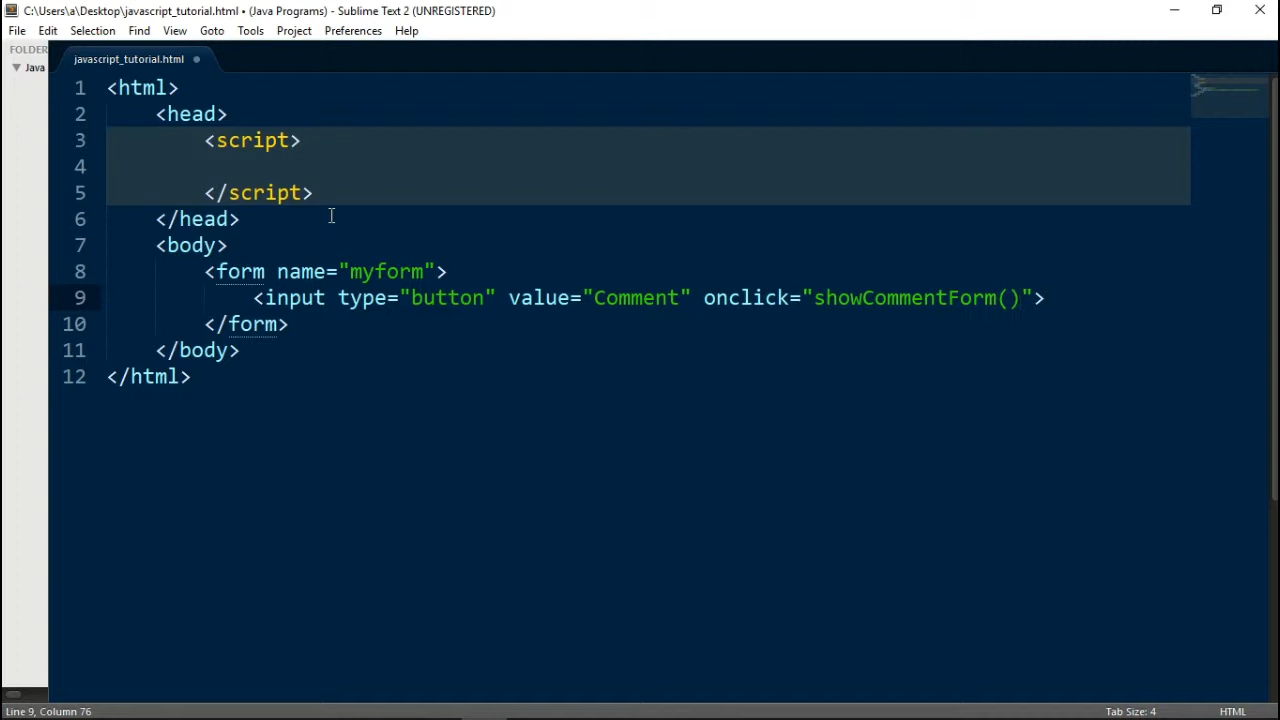 C:\Users\a\Desktop\javascript_tutorial.html • (Java Programs) - Sublime Text 2 (UNREGISTERED)
File Edit Selection Find View Goto Tools Project Preferences Help
FOLDER
Java
javascript_tutorial.html
1 <html>
2     <head>
3         <script>
4
5         </script>
6     </head>
7     <body>
8         <form name="myform">
9             <input type="button" value="Comment" onclick="showCommentForm()">
10         </form>
11     </body>
12 </html>
Line 9, Column 76
Tab Size: 4
HTML